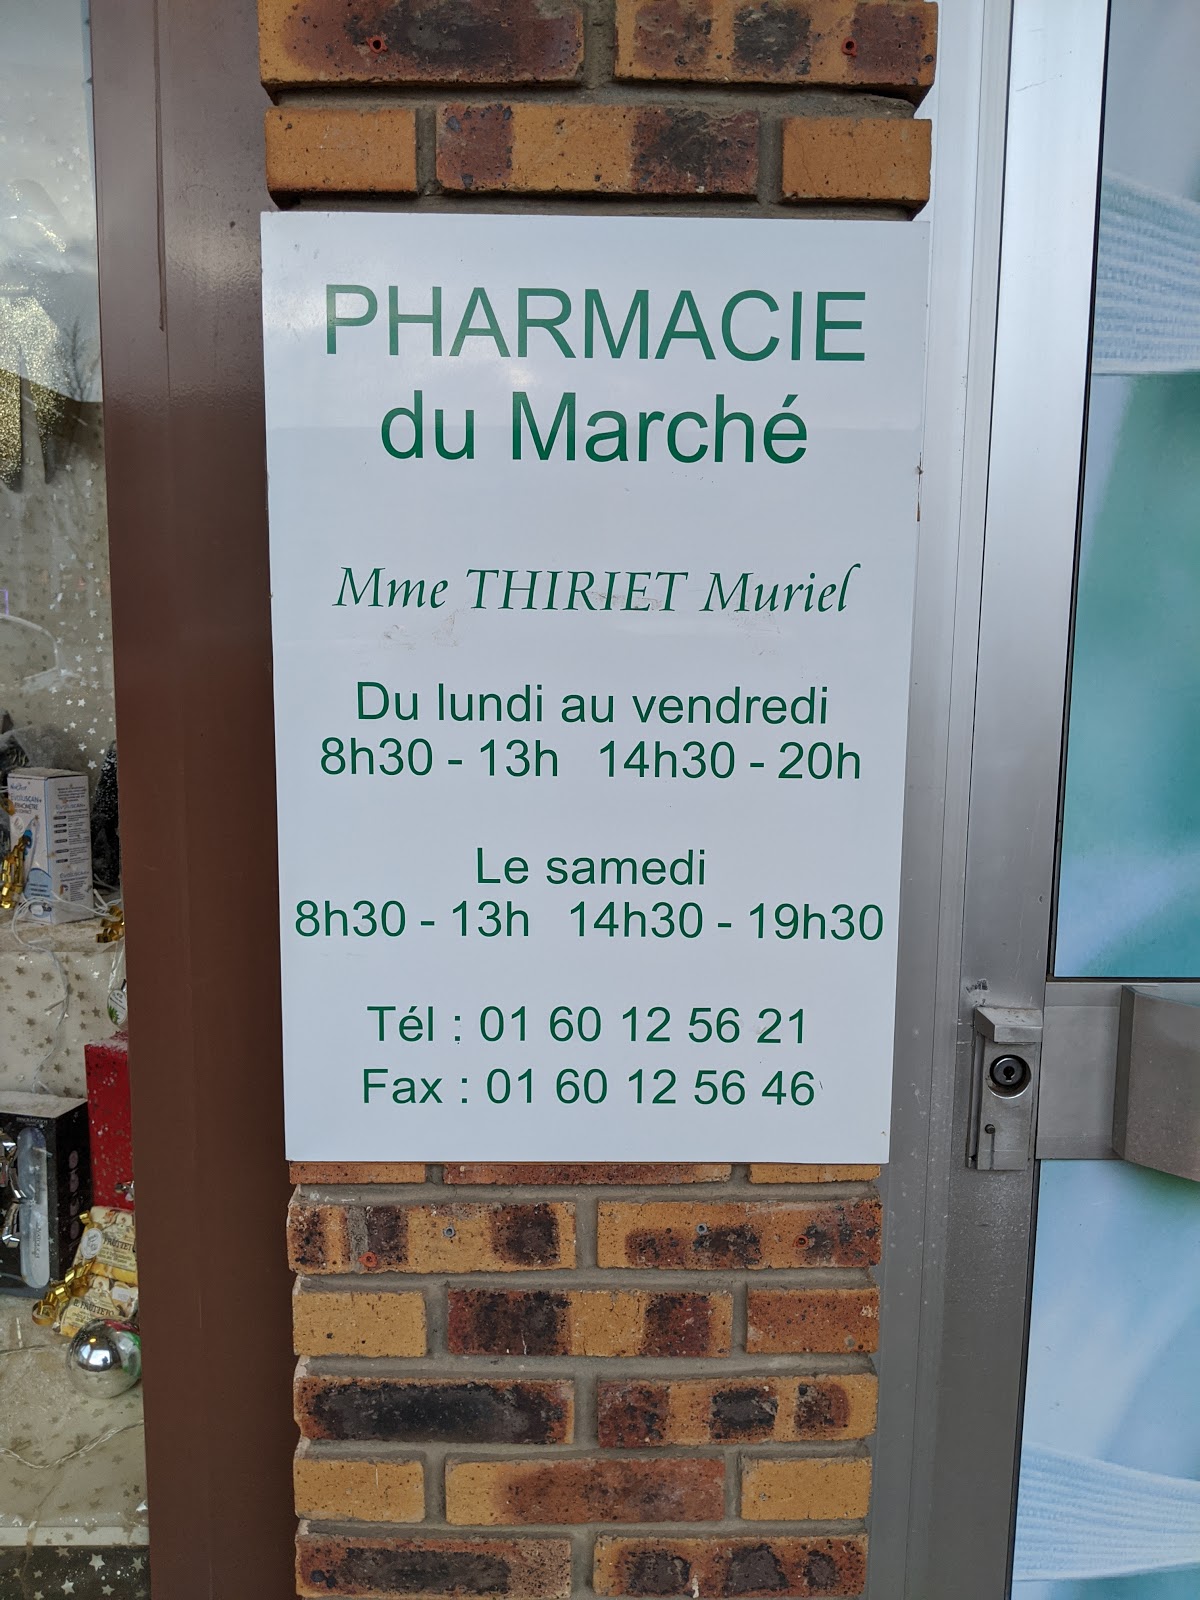 PHARMACIE
du Marché
Mme THIRIET Muriel
Du lundi au vendredi
8h30 - 13h 14h30 - 20h
Le samedi
8h30 - 13h 14h30 - 19h30
Tél : 01 60 12 56 21
Fax : 01 60 12 56 46